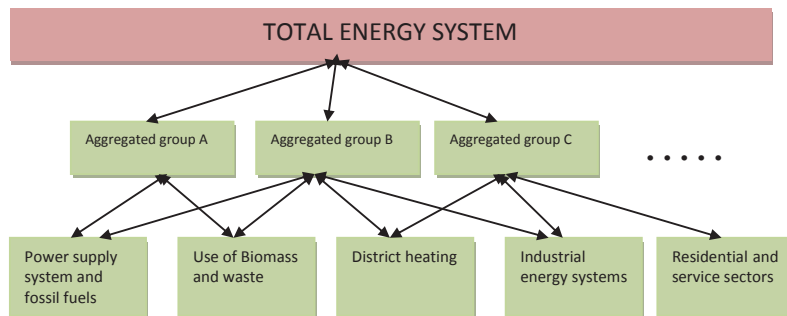 TOTAL ENERGY SYSTEM
Aggregated group A
Aggregated group B
Aggregated group C
. . . . .
Power supply
system and
fossil fuels
Use of Biomass
and waste
District heating
Industrial
energy systems
Residential and
service sectors